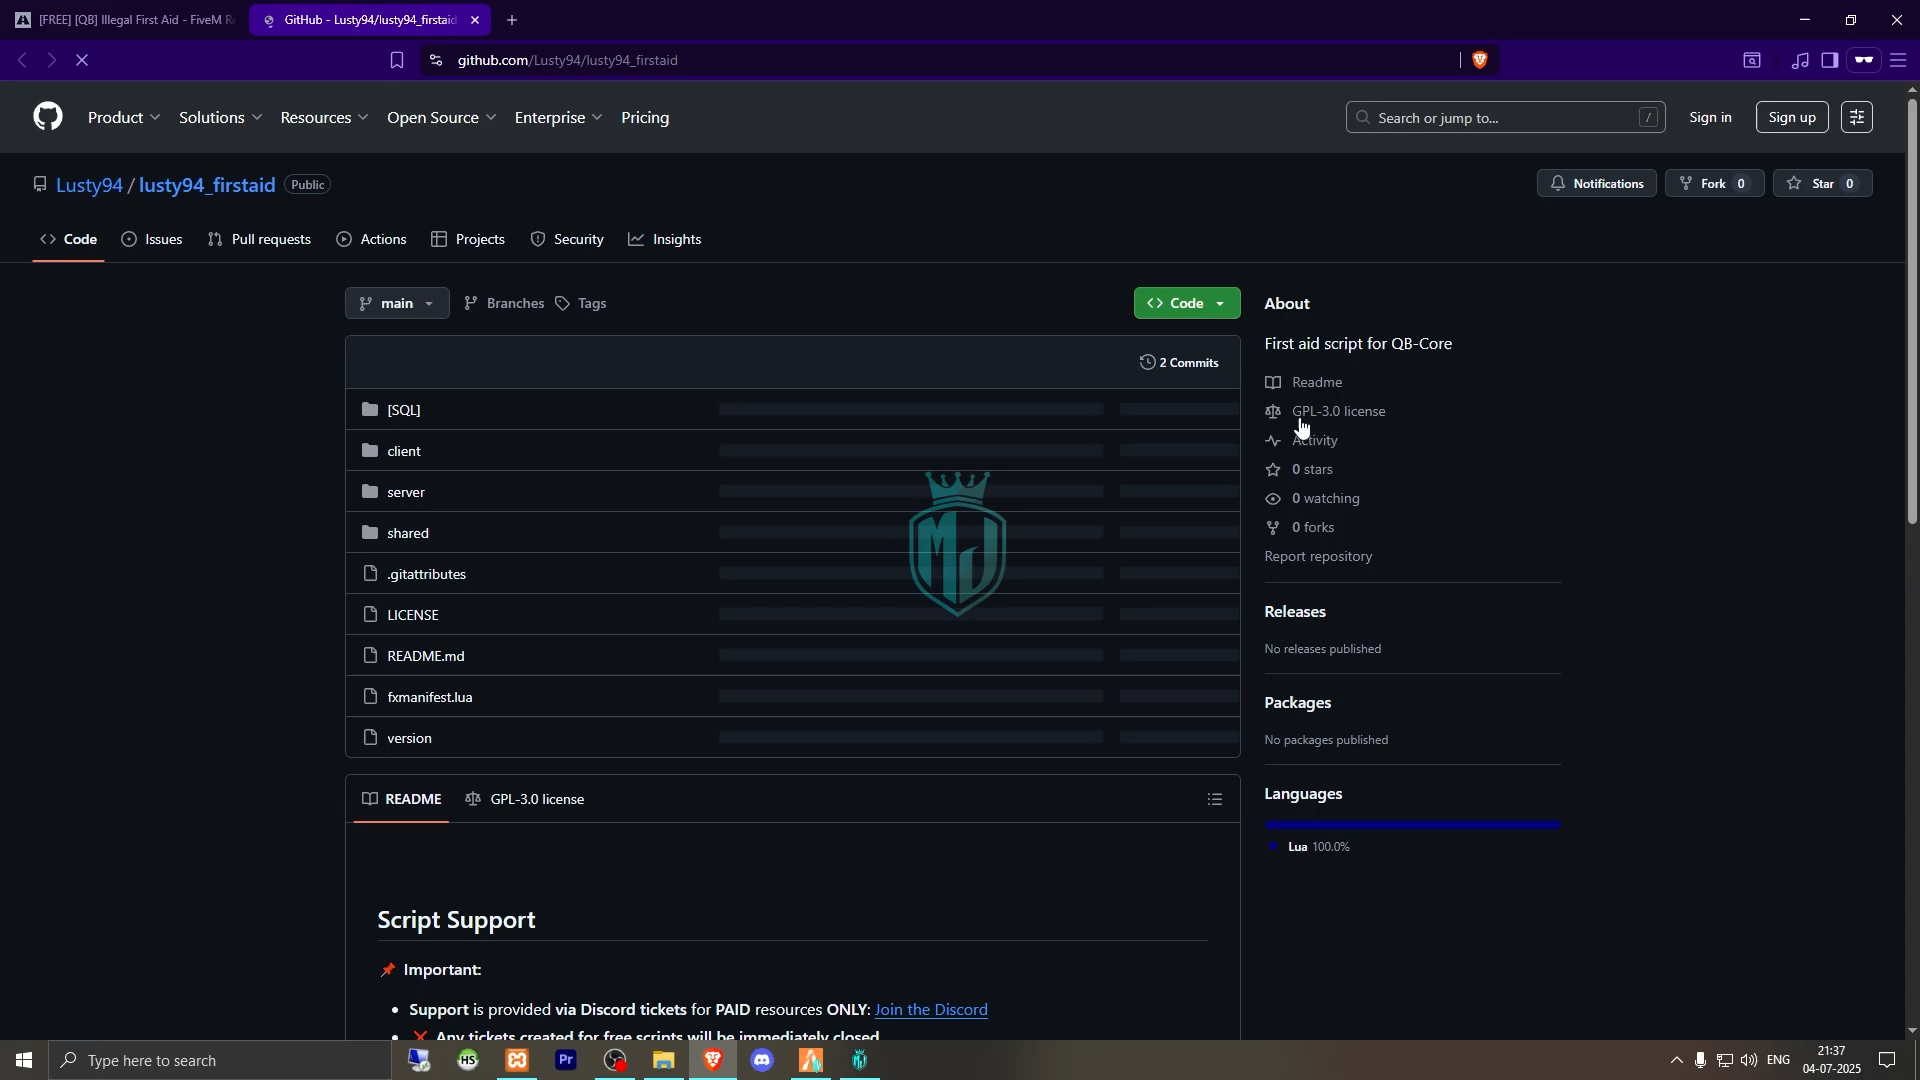 [FREE] [QB] Illegal First Aid - FiveM R
GitHub - Lusty94/lusty94_firstaid
github.com/Lusty94/lusty94_firstaid
Product
Solutions
Resources
Open Source
Enterprise
Pricing
Search or jump to...
/
Sign in
Sign up
Lusty94 / lusty94_firstaid
Public
Notifications
Fork 0
Star 0
Code
Issues
Pull requests
Actions
Projects
Security
Insights
main
Branches
Tags
Code
About
First aid script for QB-Core
2 Commits
Readme
[SQL]
GPL-3.0 license
client
Activity
0 stars
server
0 watching
shared
0 forks
Report repository
.gitattributes
LICENSE
Releases
No releases published
README.md
fxmanifest.lua
Packages
version
No packages published
README
GPL-3.0 license
Languages
Lua 100.0%
Script Support
Important:
Support is provided via Discord tickets for PAID resources ONLY: Join the Discord
Any tickets created for free scripts will be immediately closed
MJ
Type here to search
HS
Pr
ENG
21:37
04-07-2025